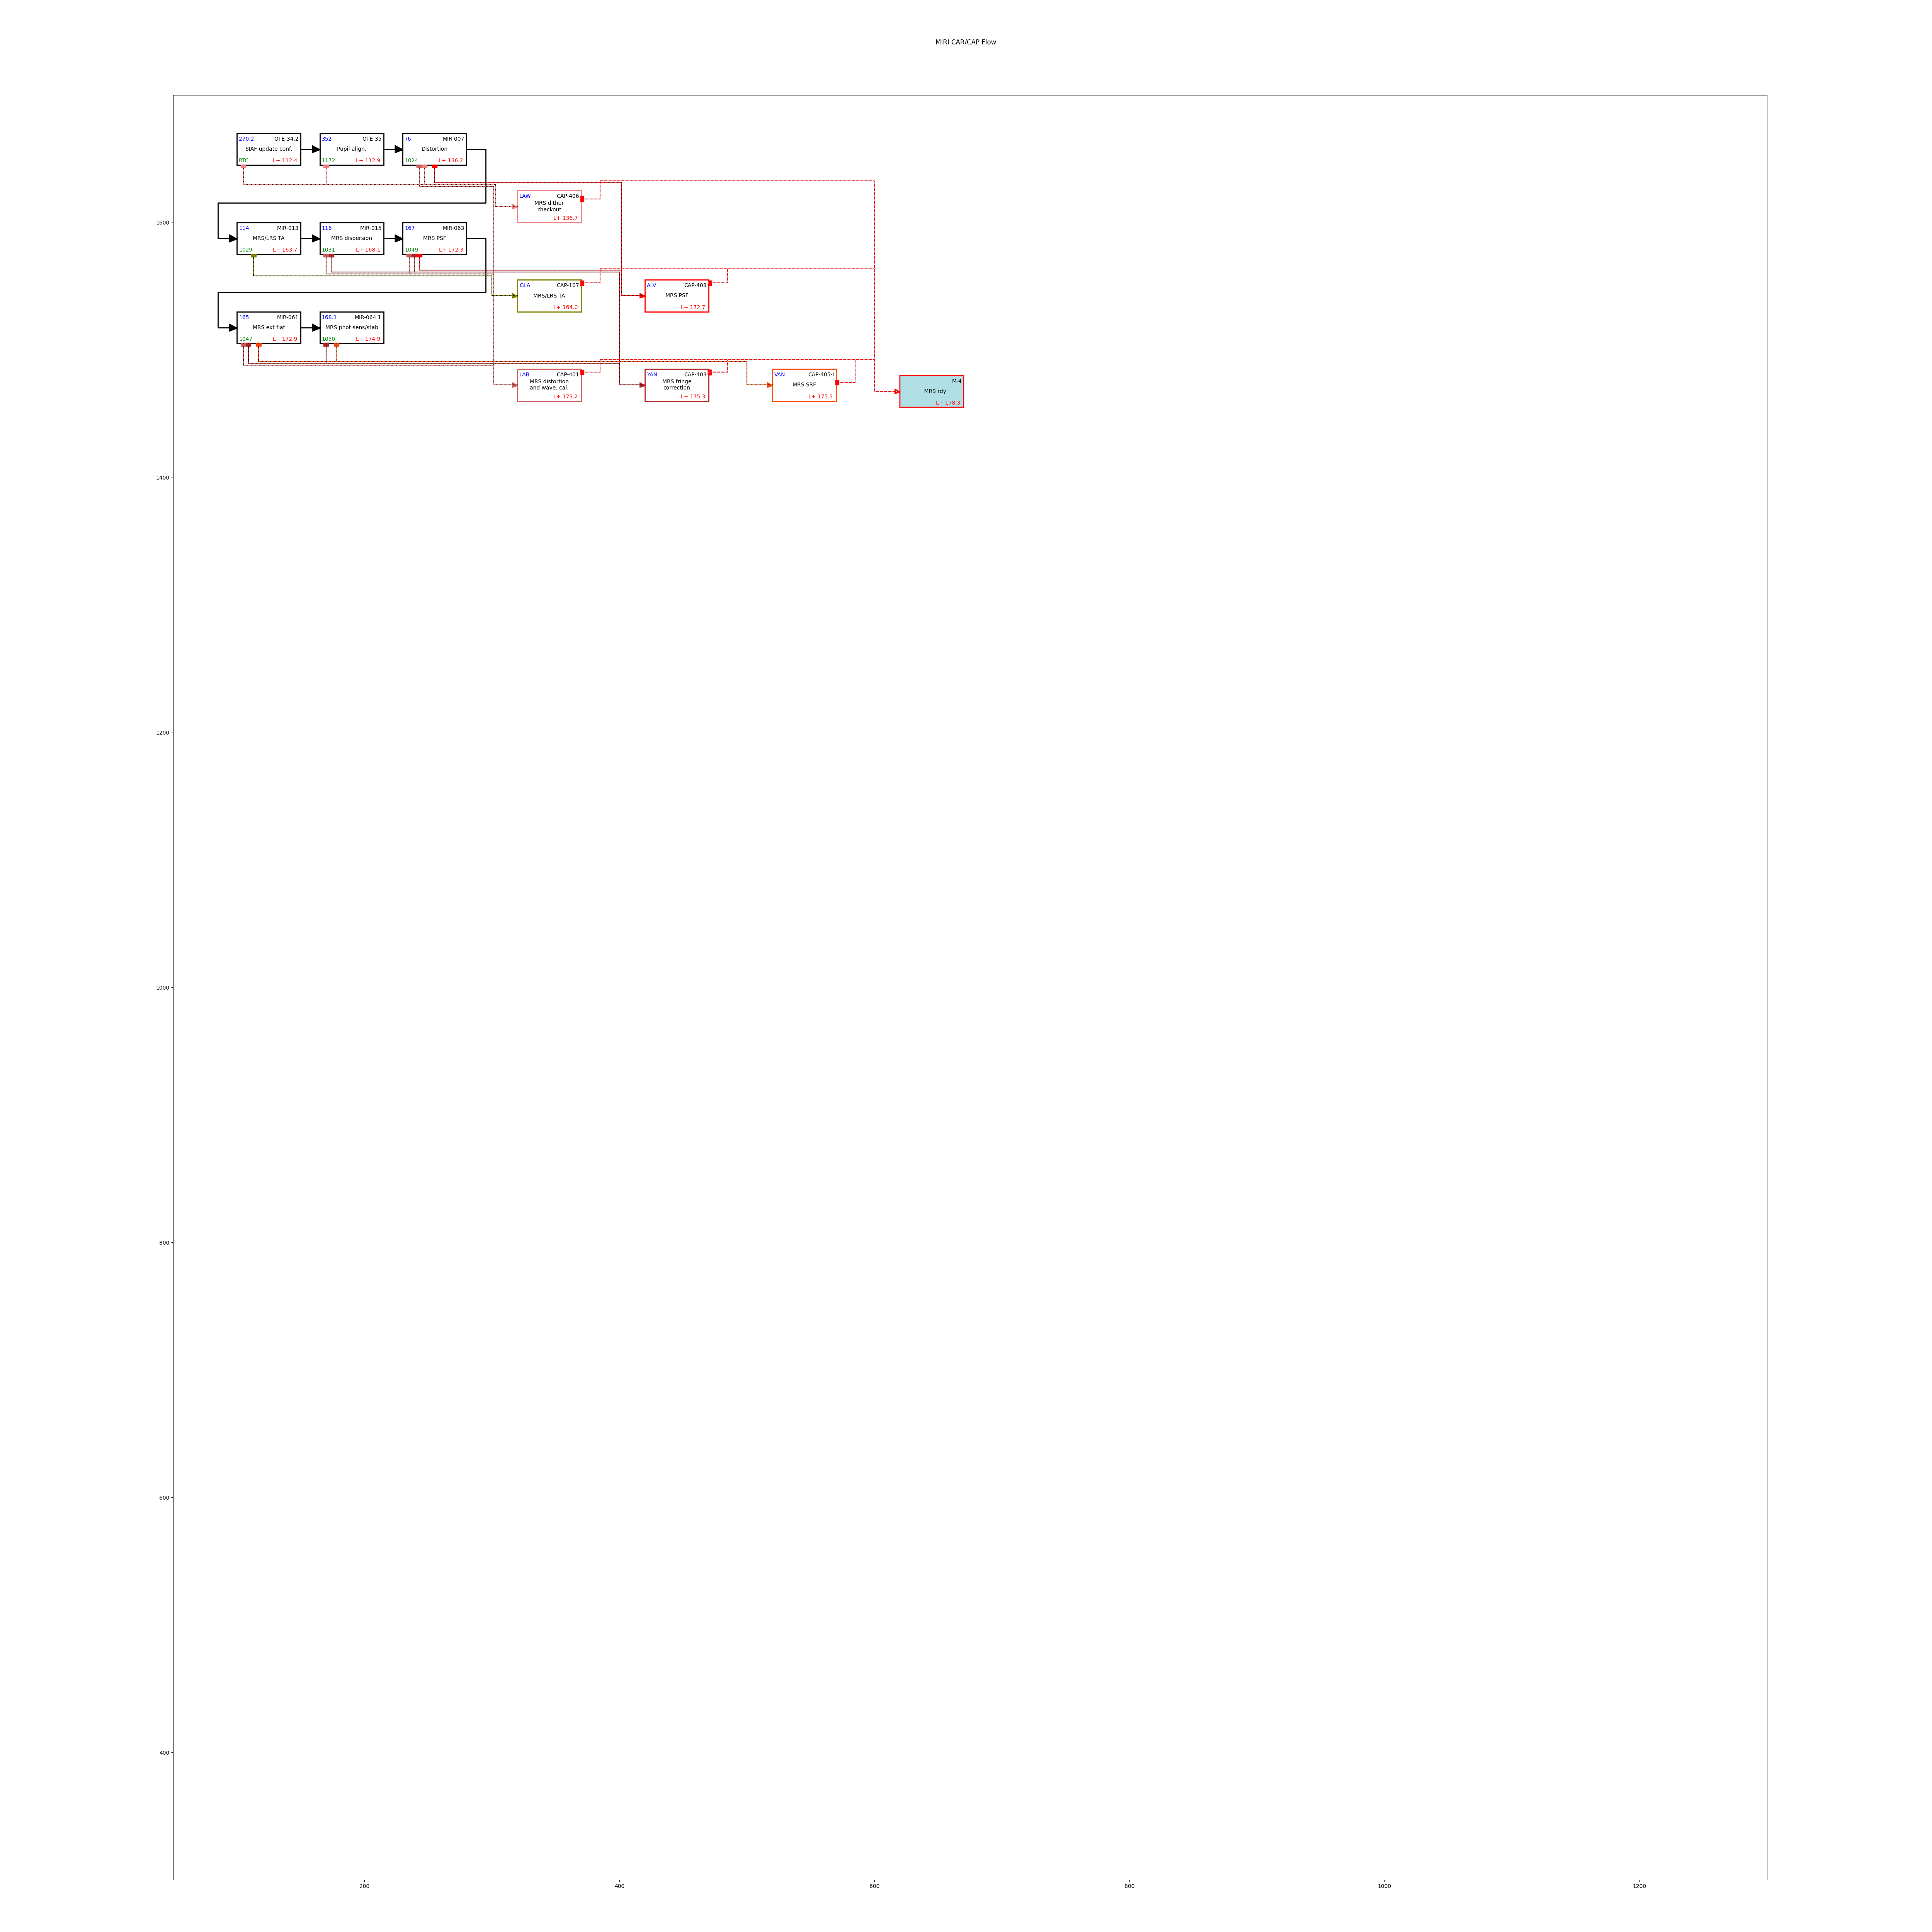 MIRI CAR/CAP Flow
270.2 OTE-34.2
SIAF update conf.
RTC L+ 112.4
352 OTE-35
Pupil align.
1172 L+ 112.9
76 MIR-007
Distortion
1024 L+ 136.2
LAW CAP-406
MRS dither
checkout
L+ 136.7
114 MIR-013
MRS/LRS TA
1029 L+ 163.7
116 MIR-015
MRS dispersion
1031 L+ 168.1
167 MIR-063
MRS PSF
1049 L+ 172.3
GLA CAP-107
MRS/LRS TA
L+ 164.0
ALV CAP-408
MRS PSF
L+ 172.7
165 MIR-061
MRS ext flat
1047 L+ 172.9
168.1 MIR-064.1
MRS phot sens/stab
1050 L+ 174.9
LAB CAP-401
MRS distortion
and wave. cal.
L+ 173.2
YAN CAP-403
MRS fringe
correction
L+ 175.3
VAN CAP-405-I
MRS SRF
L+ 175.3
M-4
MRS rdy
L+ 178.3
1600
1400
1200
1000
800
600
400
200 400 600 800 1000 1200